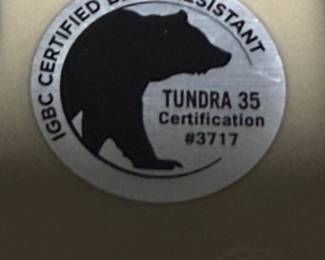 IGBC CERTIFIED RESISTANT
TUNDRA 35
Certification
#3717